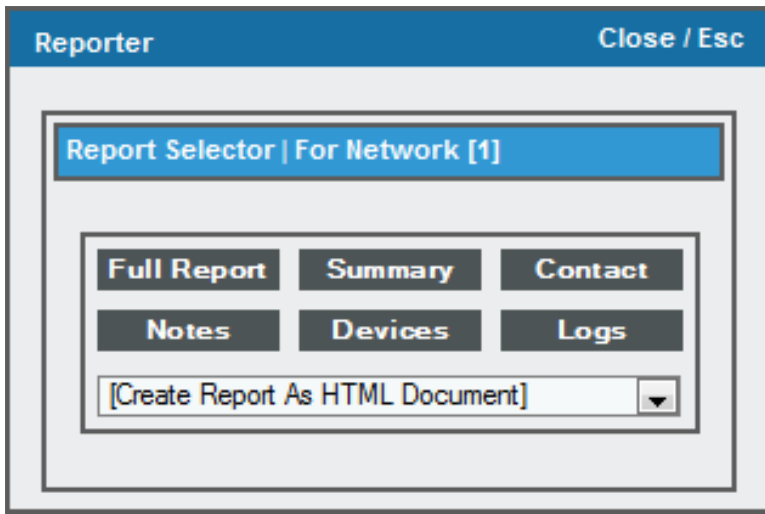 Reporter Close / Esc
Report Selector | For Network [1]
Full Report Summary Contact
Notes Devices Logs
[Create Report As HTML Document]